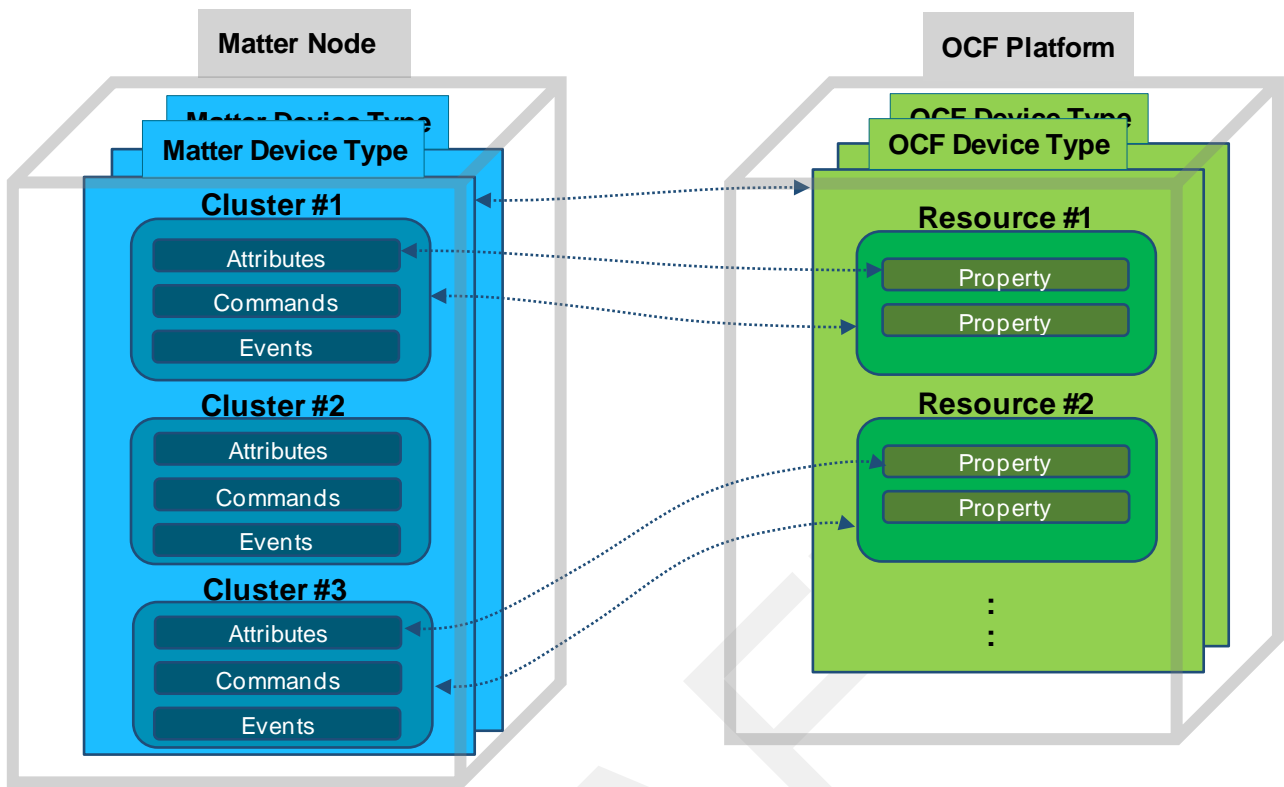 Matter Node
Matter Device Type
Matter Device Type
Cluster #1
Attributes
Commands
Events
Cluster #2
Attributes
Commands
Events
Cluster #3
Attributes
Commands
Events
OCF Platform
OCF Device Type
OCF Device Type
Resource #1
Property
Property
Resource #2
Property
Property
:
: